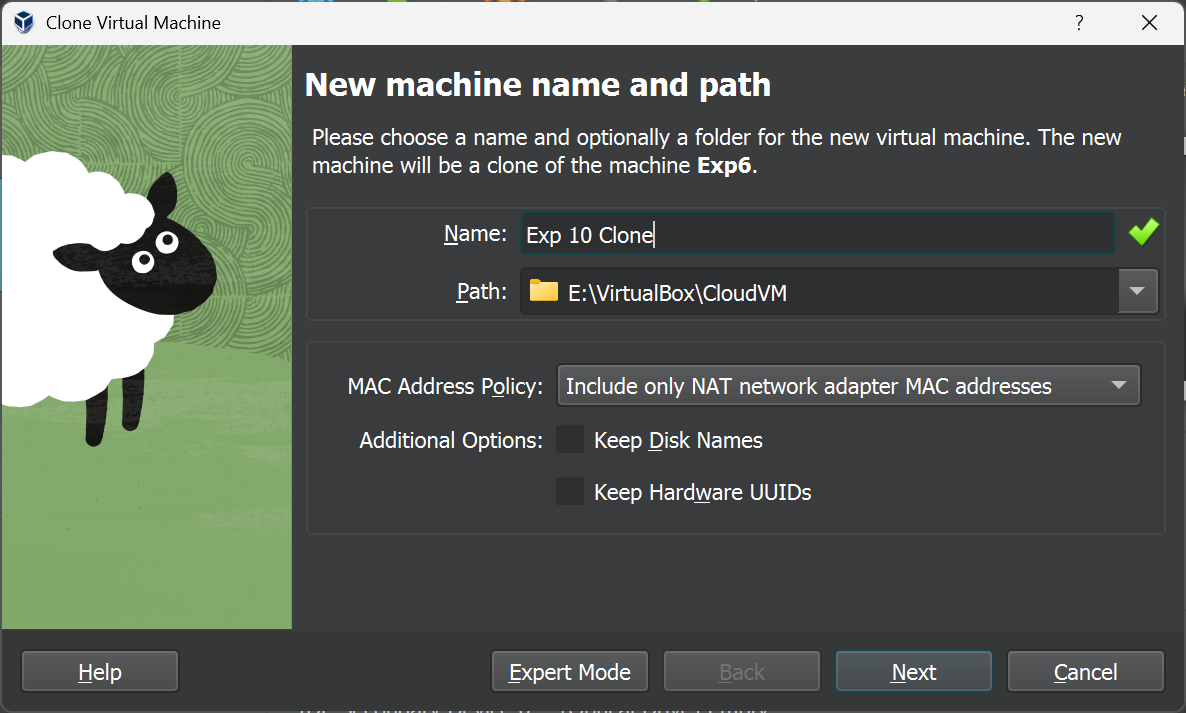 Clone Virtual Machine
?
New machine name and path
Please choose a name and optionally a folder for the new virtual machine. The new
machine will be a clone of the machine Exp6.
Name: Exp 10 Clone
Path: E:\VirtualBox\CloudVM
MAC Address Policy: Include only NAT network adapter MAC addresses
Additional Options: Keep Disk Names
Keep Hardware UUIDs
Help Expert Mode Back Next Cancel